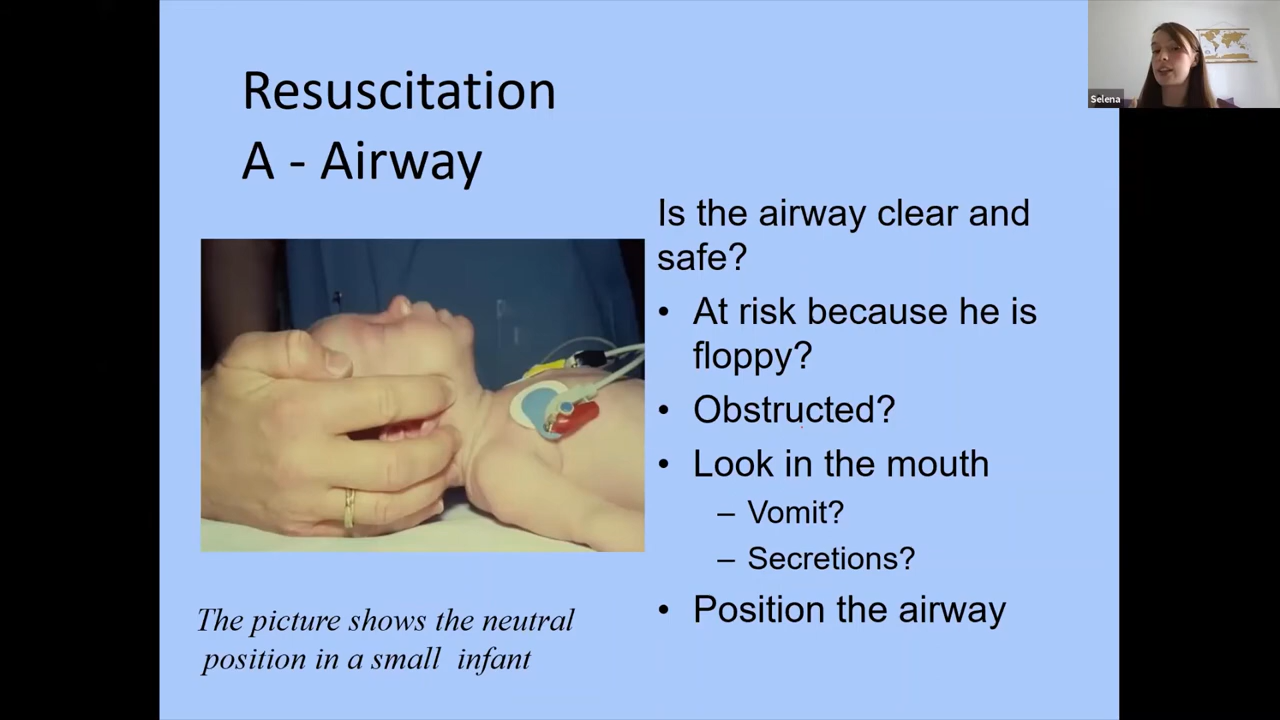 Resuscitation
A - Airway
Selena
Is the airway clear and
safe?
• At risk because he is
floppy?
• Obstructed?
• Look in the mouth
– Vomit?
– Secretions?
• Position the airway
The picture shows the neutral
position in a small infant